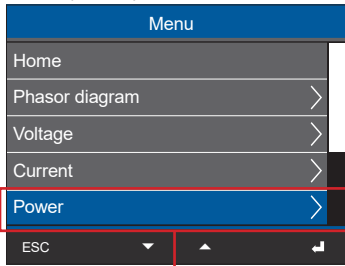 Menu
Home
Phasor diagram
Voltage
Current
Power
ESC